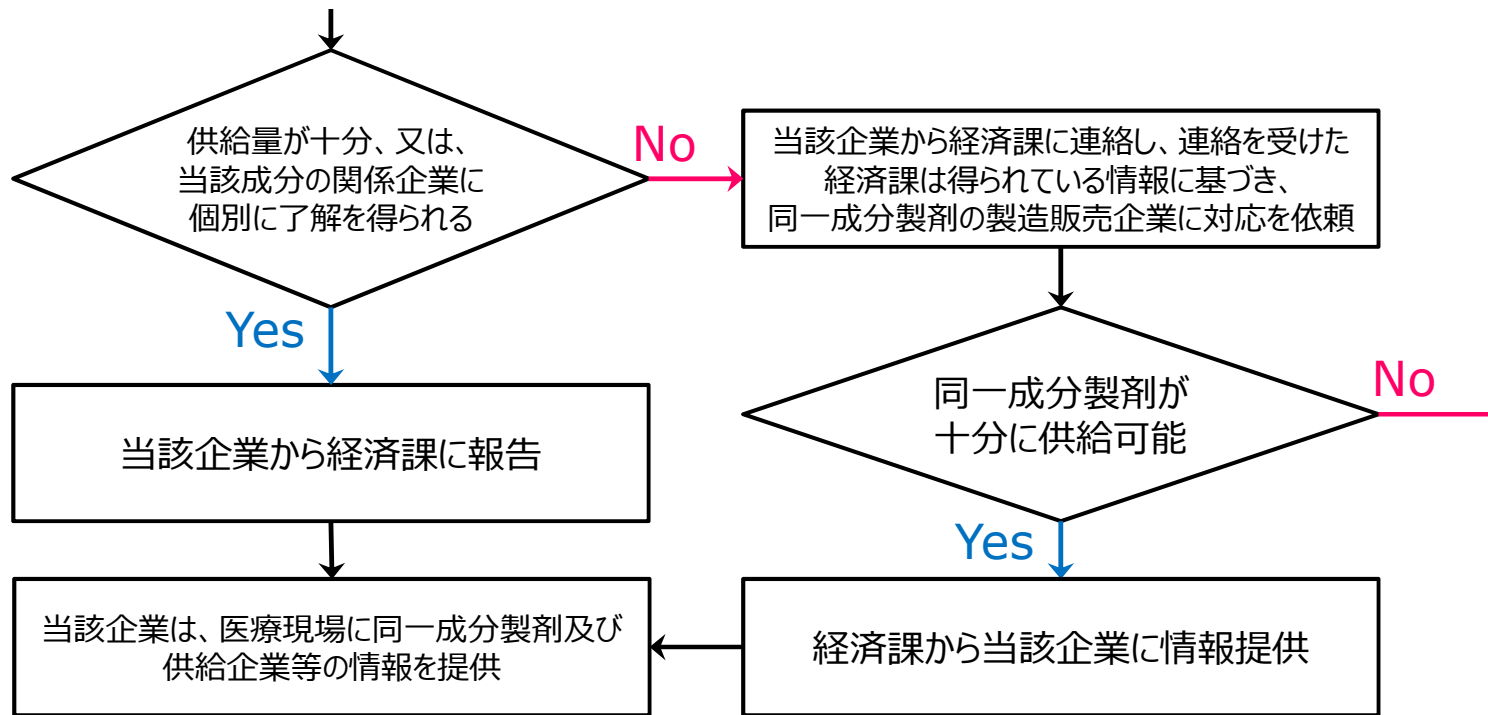 供給量が十分、又は、
当該成分の関係企業に
個別に了解を得られる
No
当該企業から経済課に連絡し、連絡を受けた
経済課は得られている情報に基づき、
同一成分製剤の製造販売企業に対応を依頼
Yes
同一成分製剤が
十分に供給可能
No
当該企業から経済課に報告
Yes
当該企業は、医療現場に同一成分製剤及び
供給企業等の情報を提供
経済課から当該企業に情報提供